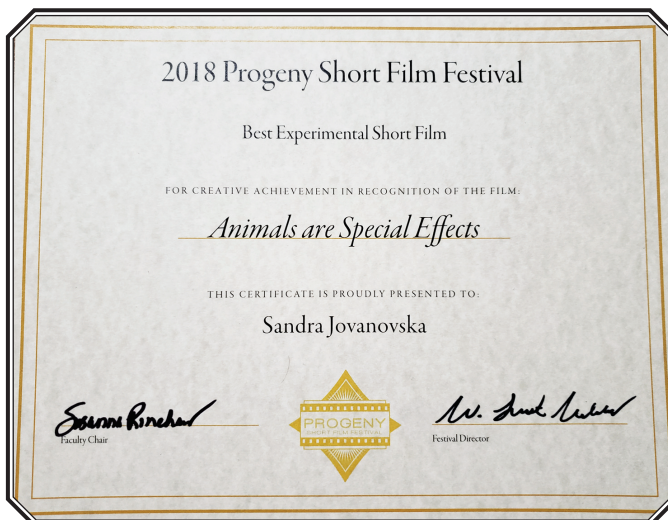 2018 Progeny Short Film Festival
Best Experimental Short Film
FOR CREATIVE ACHIEVEMENT IN RECOGNITION OF THE FILM:
Animals are Special Effects
THIS CERTIFICATE IS PROUDLY PRESENTED TO:
Sandra Jovanovska
PROGENY
SHORT FILM FESTIVAL
Faculty Chair
Festival Director